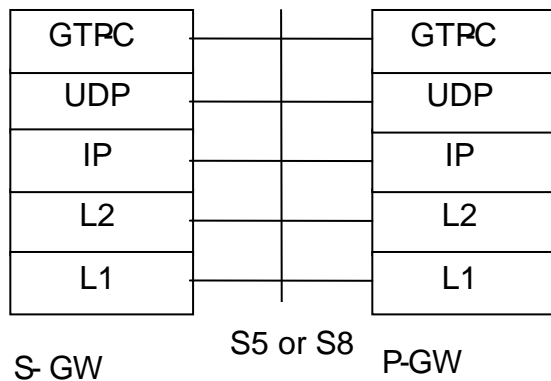 GTP-C GTP-C
UDP UDP
IP IP
L2 L2
L1 L1
S5 or S8
S- GW P-GW